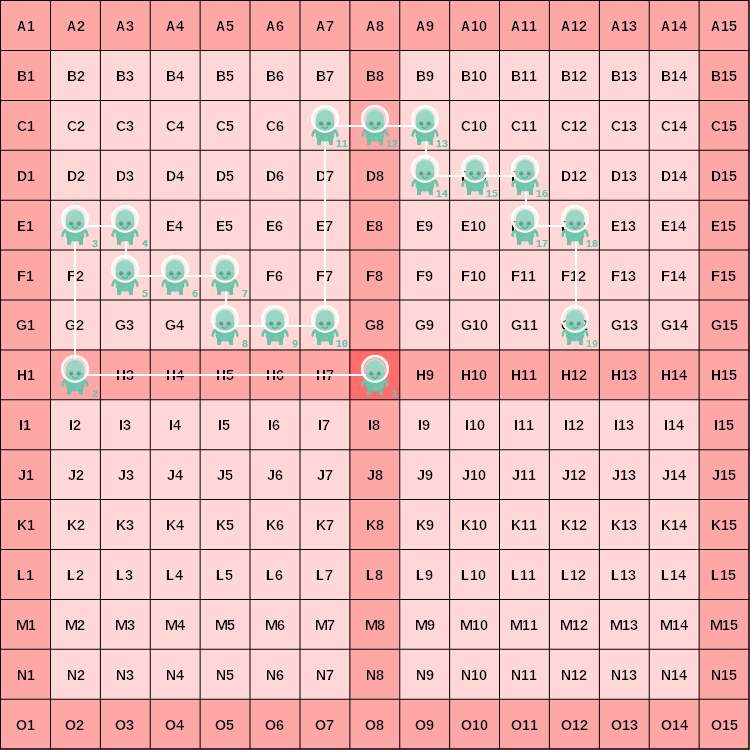 A1 A2 A3 A4 A5 A6 A7 A8 A9 A10 A11 A12 A13 A14 A15
B1 B2 B3 B4 B5 B6 B7 B8 B9 B10 B11 B12 B13 B14 B15
C1 C2 C3 C4 C5 C6 C10 C11 C12 C13 C14 C15
11 12 13
D1 D2 D3 D4 D5 D6 D7 D8 D12 D13 D14 D15
14 15 16
E1 E4 E5 E6 E7 E8 E9 E10 E13 E14 E15
3 4 17 18
F1 F2 F6 F7 F8 F9 F10 F11 F12 F13 F14 F15
5 6 7
G1 G2 G3 G4 G8 G9 G10 G11 G13 G14 G15
8 9 10 19
H1 H3 H4 H5 H6 H7 H9 H10 H11 H12 H13 H14 H15
2 1
I1 I2 I3 I4 I5 I6 I7 I8 I9 I10 I11 I12 I13 I14 I15
J1 J2 J3 J4 J5 J6 J7 J8 J9 J10 J11 J12 J13 J14 J15
K1 K2 K3 K4 K5 K6 K7 K8 K9 K10 K11 K12 K13 K14 K15
L1 L2 L3 L4 L5 L6 L7 L8 L9 L10 L11 L12 L13 L14 L15
M1 M2 M3 M4 M5 M6 M7 M8 M9 M10 M11 M12 M13 M14 M15
N1 N2 N3 N4 N5 N6 N7 N8 N9 N10 N11 N12 N13 N14 N15
O1 O2 O3 O4 O5 O6 O7 O8 O9 O10 O11 O12 O13 O14 O15